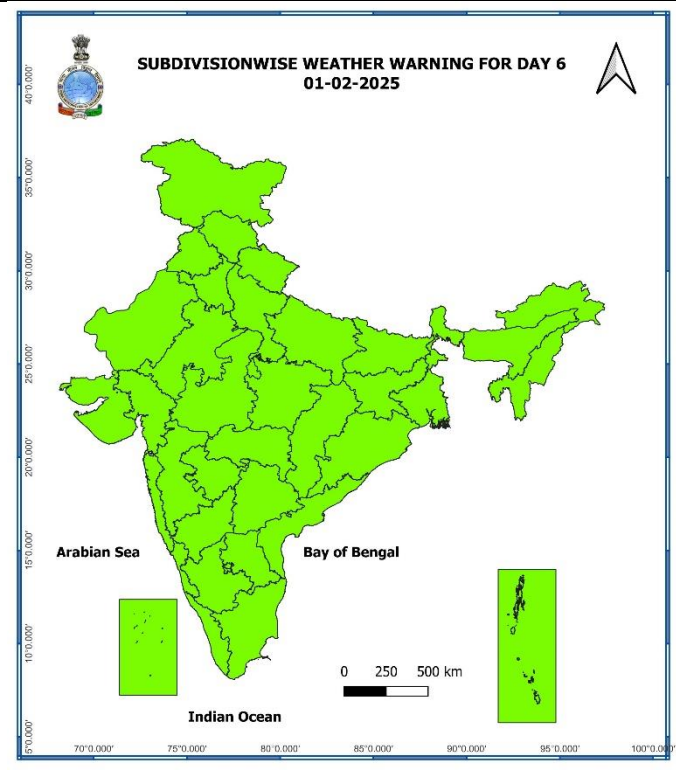 SUBDIVISIONWISE WEATHER WARNING FOR DAY 6
01-02-2025
40°0.000'
35°0.000'
30°0.000'
25°0.000'
20°0.000'
15°0.000'
10°0.000'
5°0.000'
Arabian Sea
Bay of Bengal
0 250 500 km
Indian Ocean
70°0.000' 75°0.000' 80°0.000' 85°0.000' 90°0.000' 95°0.000' 100°0.000'